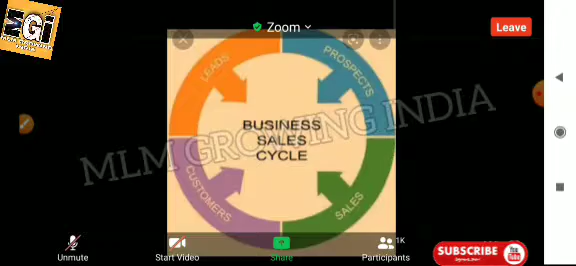 Zoom
Leave
LEADS
PROSPECTS
BUSINESS
SALES
CYCLE
MLM GROWING INDIA
CUSTOMERS
SALES
1K
Unmute
Start Video
Share
Participants
SUBSCRIBE